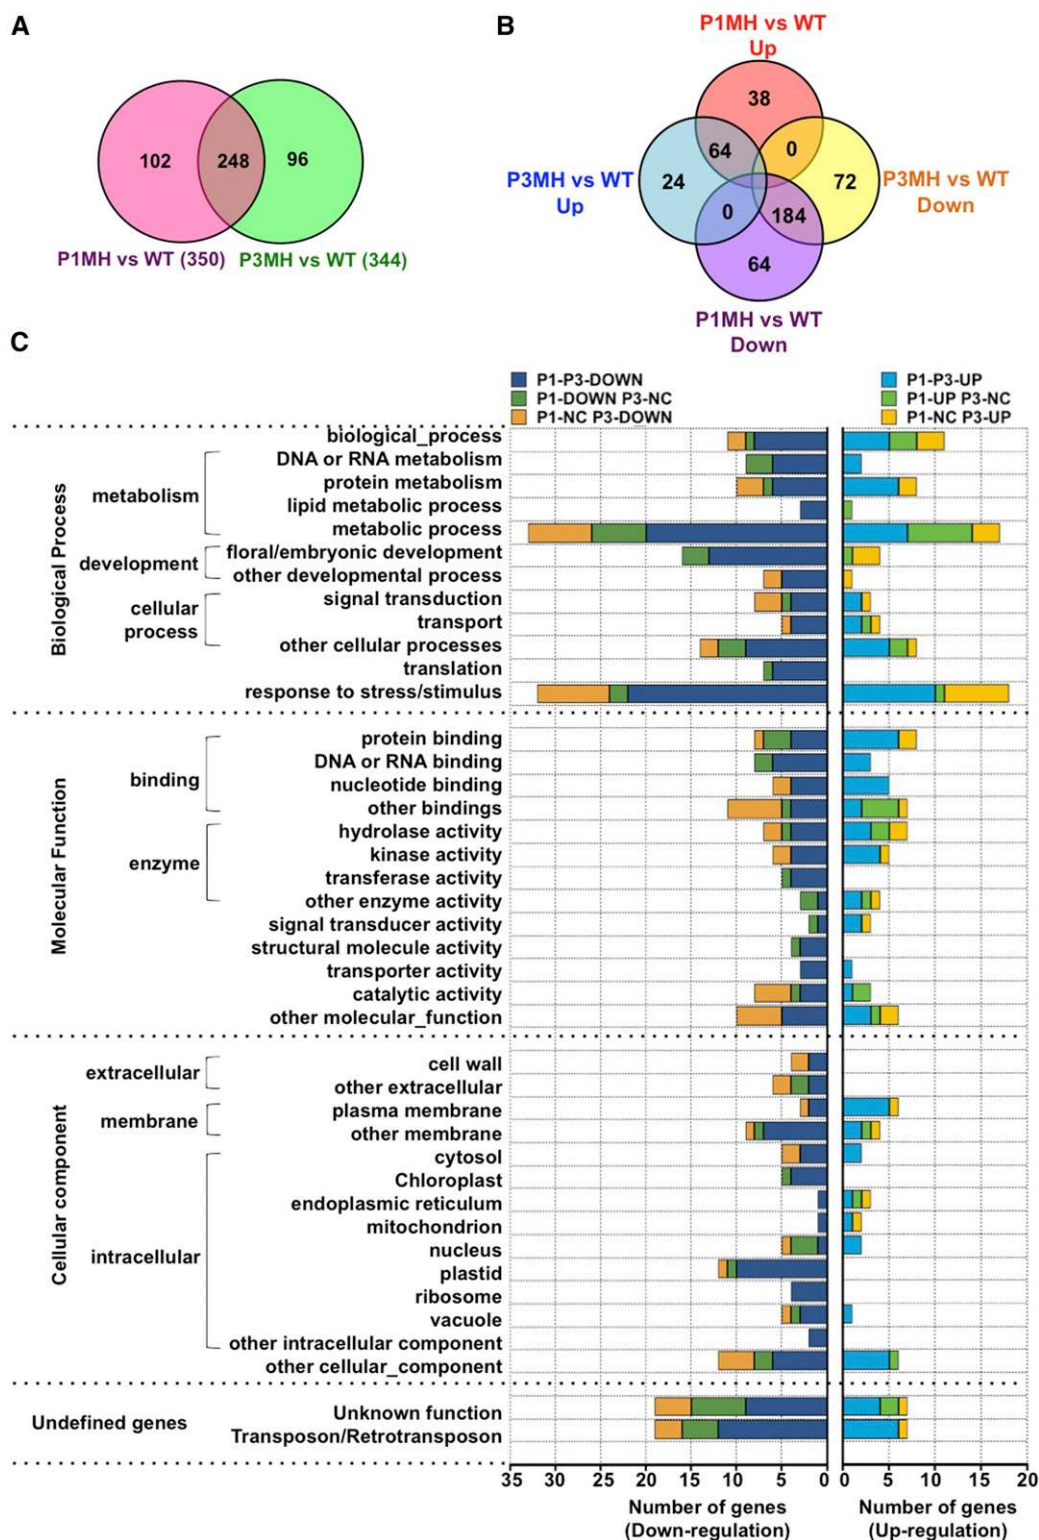 A
102
248
96
P1MH vs WT (350)
P3MH vs WT (344)
B
P1MH vs WT
Up
38
64
0
P3MH vs WT
Up
24
72
P3MH vs WT
Down
0
184
64
P1MH vs WT
Down
C
P1-P3-DOWN
P1-DOWN P3-NC
P1-NC P3-DOWN
P1-P3-UP
P1-UP P3-NC
P1-NC P3-UP
Biological Process
biological_process
metabolism
DNA or RNA metabolism
protein metabolism
lipid metabolic process
metabolic process
development
floral/embryonic development
other developmental process
cellular
process
signal transduction
transport
other cellular processes
translation
response to stress/stimulus
Molecular Function
binding
protein binding
DNA or RNA binding
nucleotide binding
other bindings
enzyme
hydrolase activity
kinase activity
transferase activity
other enzyme activity
signal transducer activity
structural molecule activity
transporter activity
catalytic activity
other molecular_function
Cellular component
extracellular
cell wall
other extracellular
membrane
plasma membrane
other membrane
intracellular
cytosol
Chloroplast
endoplasmic reticulum
mitochondrion
nucleus
plastid
ribosome
vacuole
other intracellular component
other cellular_component
Undefined genes
Unknown function
Transposon/Retrotransposon
35 30 25 20 15 10 5 0
0 5 10 15 20
Number of genes
(Down-regulation)
Number of genes
(Up-regulation)